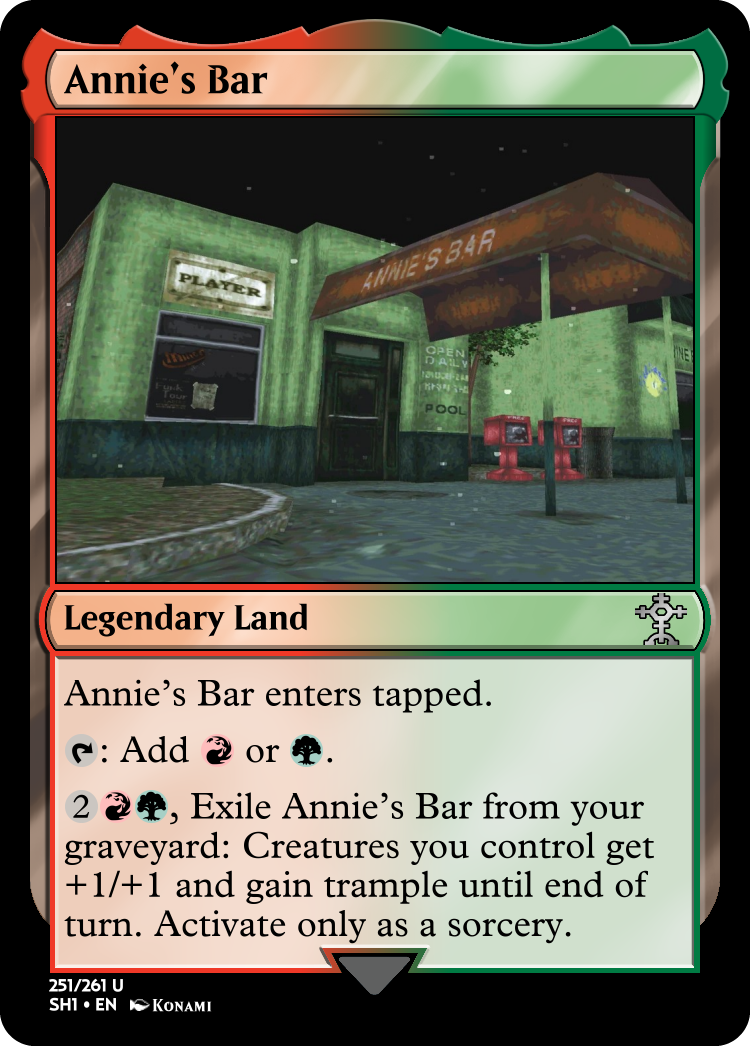 Annie's Bar
PLAYER
ANNIE'S BAR
OPEN
DAILY
POOL
Legendary Land
Annie's Bar enters tapped.
: Add or .
2 , Exile Annie's Bar from your
graveyard: Creatures you control get
+1/+1 and gain trample until end of
turn. Activate only as a sorcery.
251/261 U
SH1 • EN KONAMI